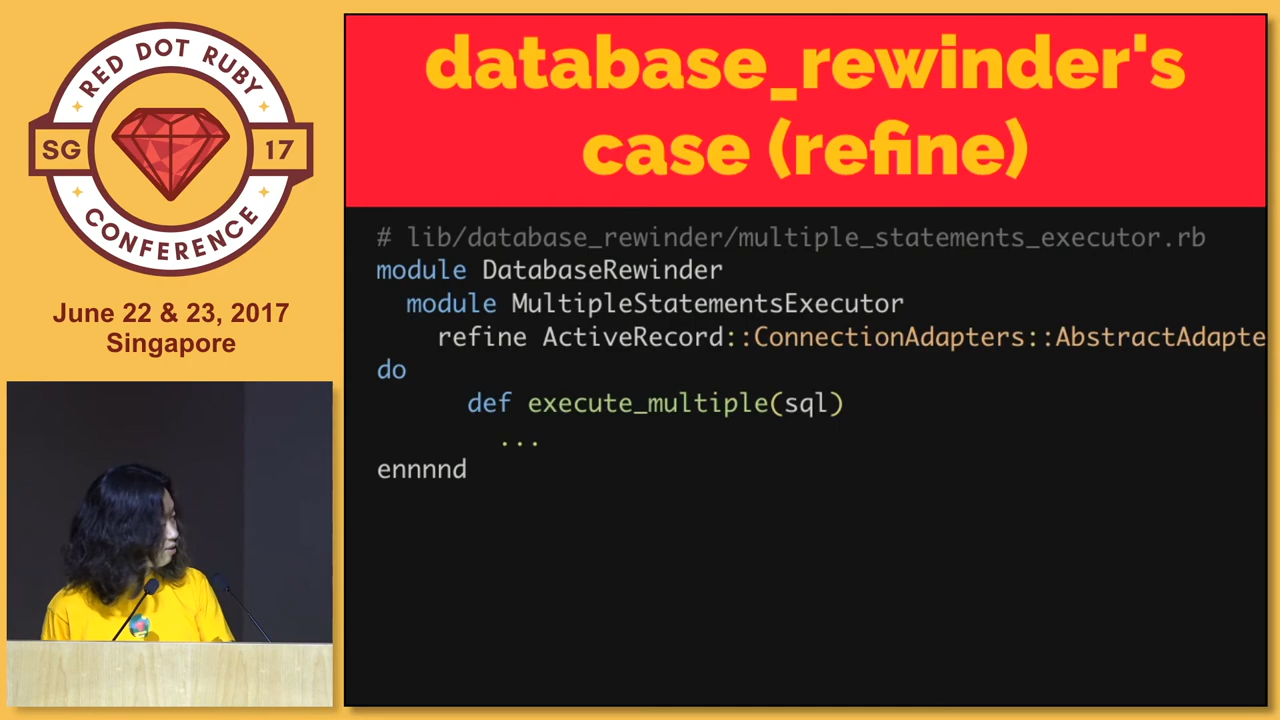 RED DOT RUBY
SG 17
CONFERENCE
June 22 & 23, 2017
Singapore
database_rewinder's
case (refine)
# lib/database_rewinder/multiple_statements_executor.rb
module DatabaseRewinder
module MultipleStatementsExecutor
refine ActiveRecord::ConnectionAdapters::AbstractAdapte
do
def execute_multiple(sql)
...
ennnnd